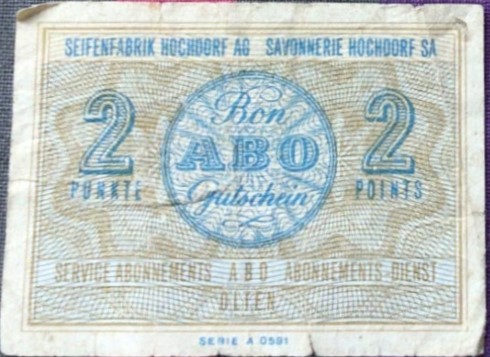 SEIFENFABRIK HOCHDORF AG SAVONNERIE HOCHDORF SA
Bon
2 ABO 2
PUNKTE Gutschein POINTS
SERVICE ABONNEMENTS ABO ABONNEMENTS-DIENST
OLTEN
SERIE A 0591